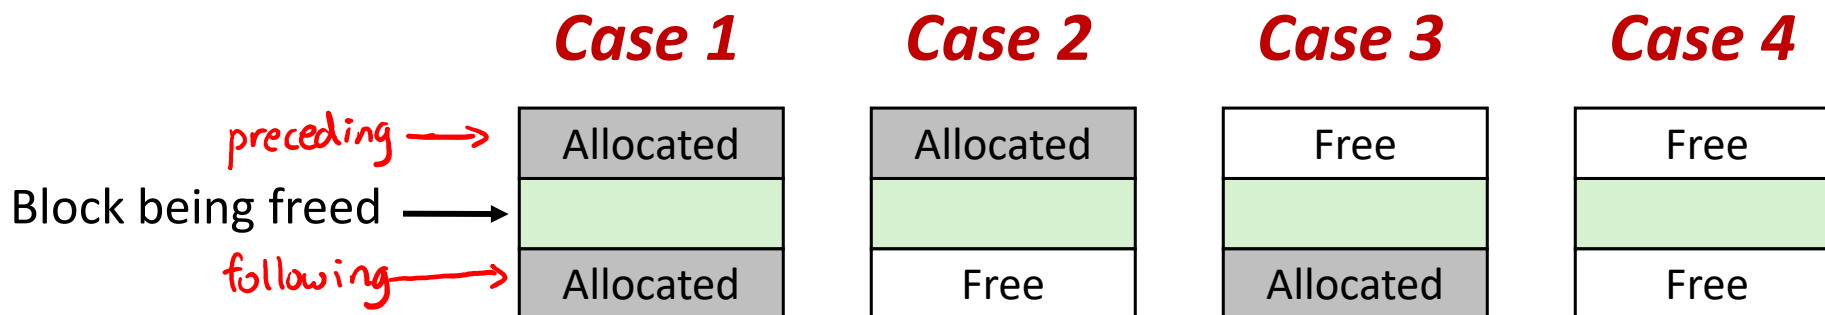 Case 1 Case 2 Case 3 Case 4
preceding Allocated Allocated Free Free
Block being freed
following Allocated Free Allocated Free